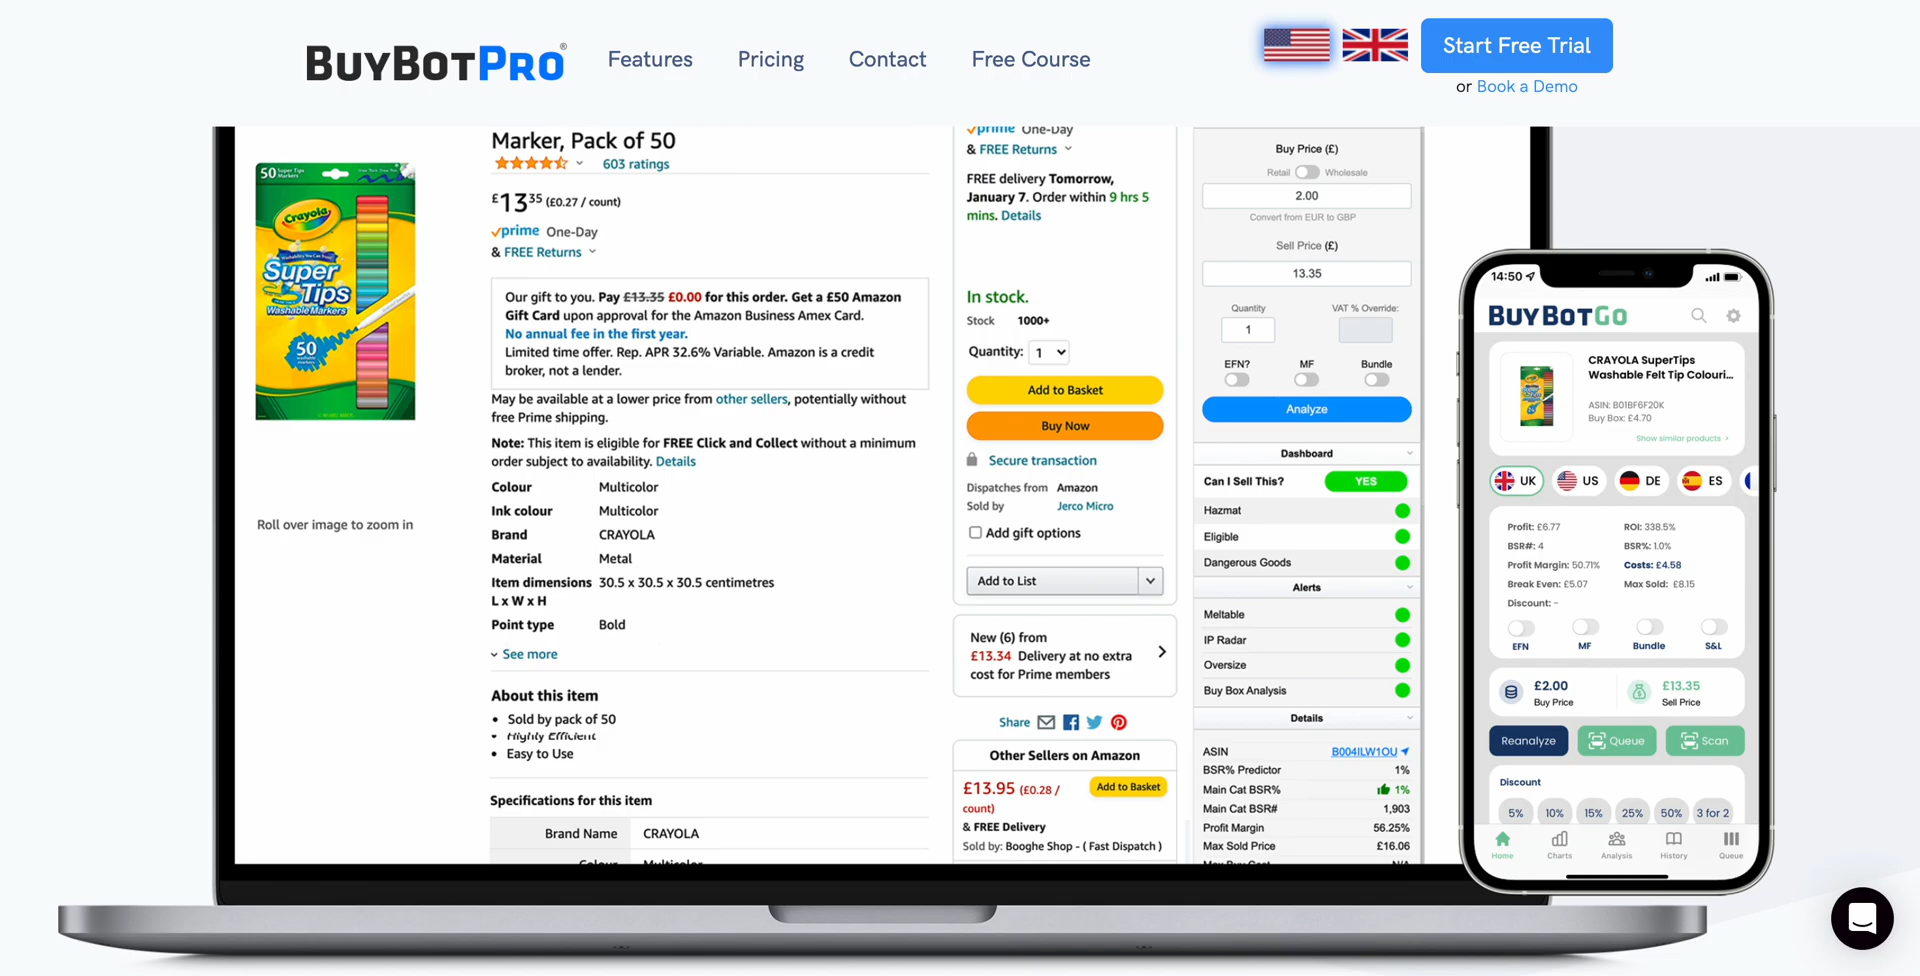 BUYBOTPRO®
Features
Pricing
Contact
Free Course
Start Free Trial
or Book a Demo
Marker, Pack of 50
603 ratings
£13.35 (£0.27 / count)
prime One-Day
& FREE Returns
Our gift to you. Pay £13.35 £0.00 for this order. Get a £50 Amazon
Gift Card upon approval for the Amazon Business Amex Card.
No annual fee in the first year.
Limited time offer. Rep. APR 32.6% Variable. Amazon is a credit
broker, not a lender.
May be available at a lower price from other sellers, potentially without
free Prime shipping.
Note: This item is eligible for FREE Click and Collect without a minimum
order subject to availability. Details
Colour Multicolor
Ink colour Multicolor
Brand CRAYOLA
Material Metal
Item dimensions 30.5 x 30.5 x 30.5 centimetres
L x W x H
Point type Bold
See more
About this item
• Sold by pack of 50
• Highly Efficient
• Easy to Use
Specifications for this item
Brand Name CRAYOLA
Colour Multicolor
50 Super Tips
Markers
Crayola
Super
Tips
Washable Markers
50
Roll over image to zoom in
prime One-Day
& FREE Returns
FREE delivery Tomorrow,
January 7. Order within 9 hrs 5
mins. Details
In stock.
Stock 1000+
Quantity: 1
Add to Basket
Buy Now
Secure transaction
Dispatches from Amazon
Sold by Jerco Micro
Add gift options
Add to List
New (6) from
£13.34 Delivery at no extra
cost for Prime members
Share
Other Sellers on Amazon
£13.95 (£0.28 /
count)
Add to Basket
& FREE Delivery
Sold by: Booghe Shop - ( Fast Dispatch )
Buy Price (£)
Retail Wholesale
2.00
Convert from EUR to GBP
Sell Price (£)
13.35
Quantity VAT % Override:
1
EFN? MF Bundle
Analyze
Dashboard
Can I Sell This? YES
Hazmat
Eligible
Dangerous Goods
Alerts
Meltable
IP Radar
Oversize
Buy Box Analysis
Details
ASIN B004ILW1OU
BSR% Predictor 1%
Main Cat BSR% 1%
Main Cat BSR# 1,903
Profit Margin 56.25%
Max Sold Price £16.06
Max Buy Cost N/A
14:50
BUYBOTGO
CRAYOLA SuperTips
Washable Felt Tip Colouri...
ASIN: B01BF6F20K
Buy Box: £4.70
Show similar products >
UK US DE ES
Profit: £6.77 ROI: 338.5%
BSR#: 4 BSR%: 1.0%
Profit Margin: 50.71% Costs: £4.58
Break Even: £5.07 Max Sold: £8.15
Discount: -
EFN MF Bundle S&L
£2.00 £13.35
Buy Price Sell Price
Reanalyze Queue Scan
Discount
5% 10% 15% 25% 50% 3 for 2
Home Charts Analysis History Queue